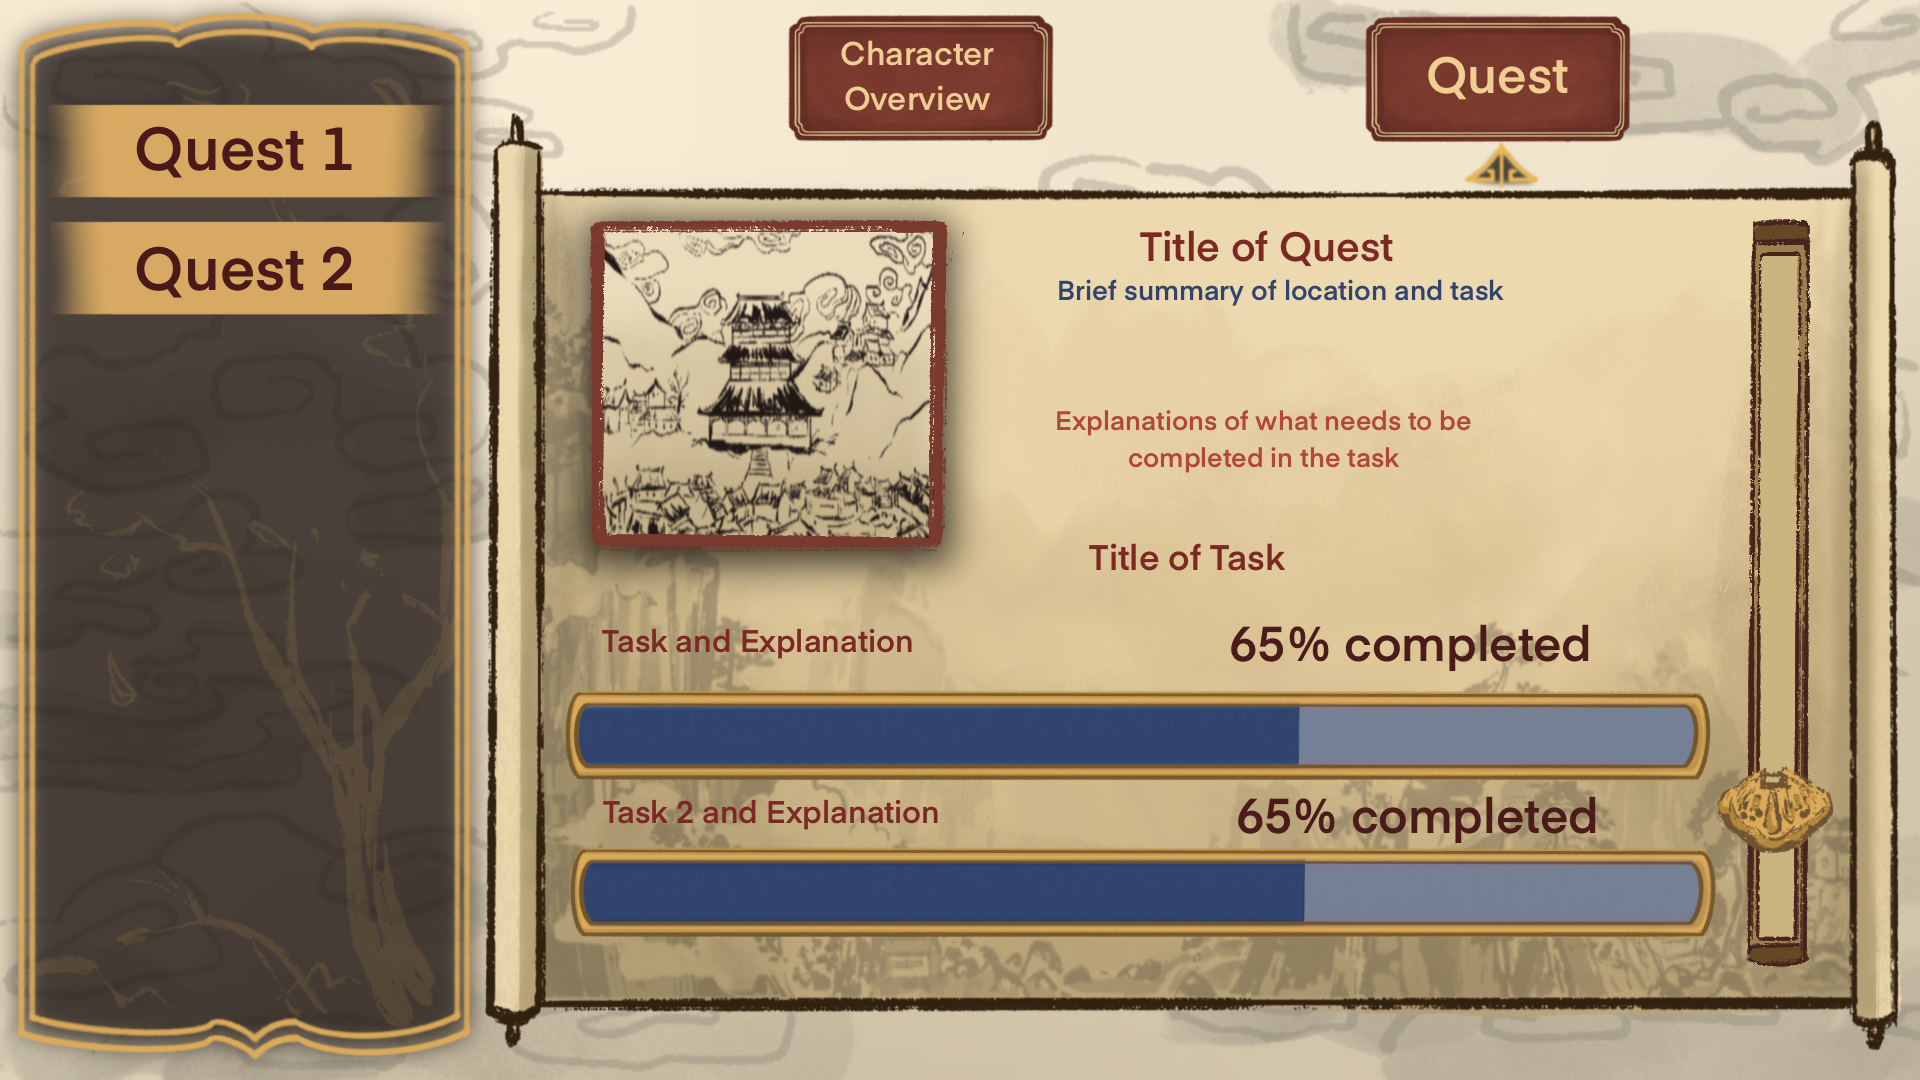 Character
Overview
Quest
Quest 1
Quest 2
Title of Quest
Brief summary of location and task
Explanations of what needs to be
completed in the task
Title of Task
Task and Explanation
65% completed
Task 2 and Explanation
65% completed